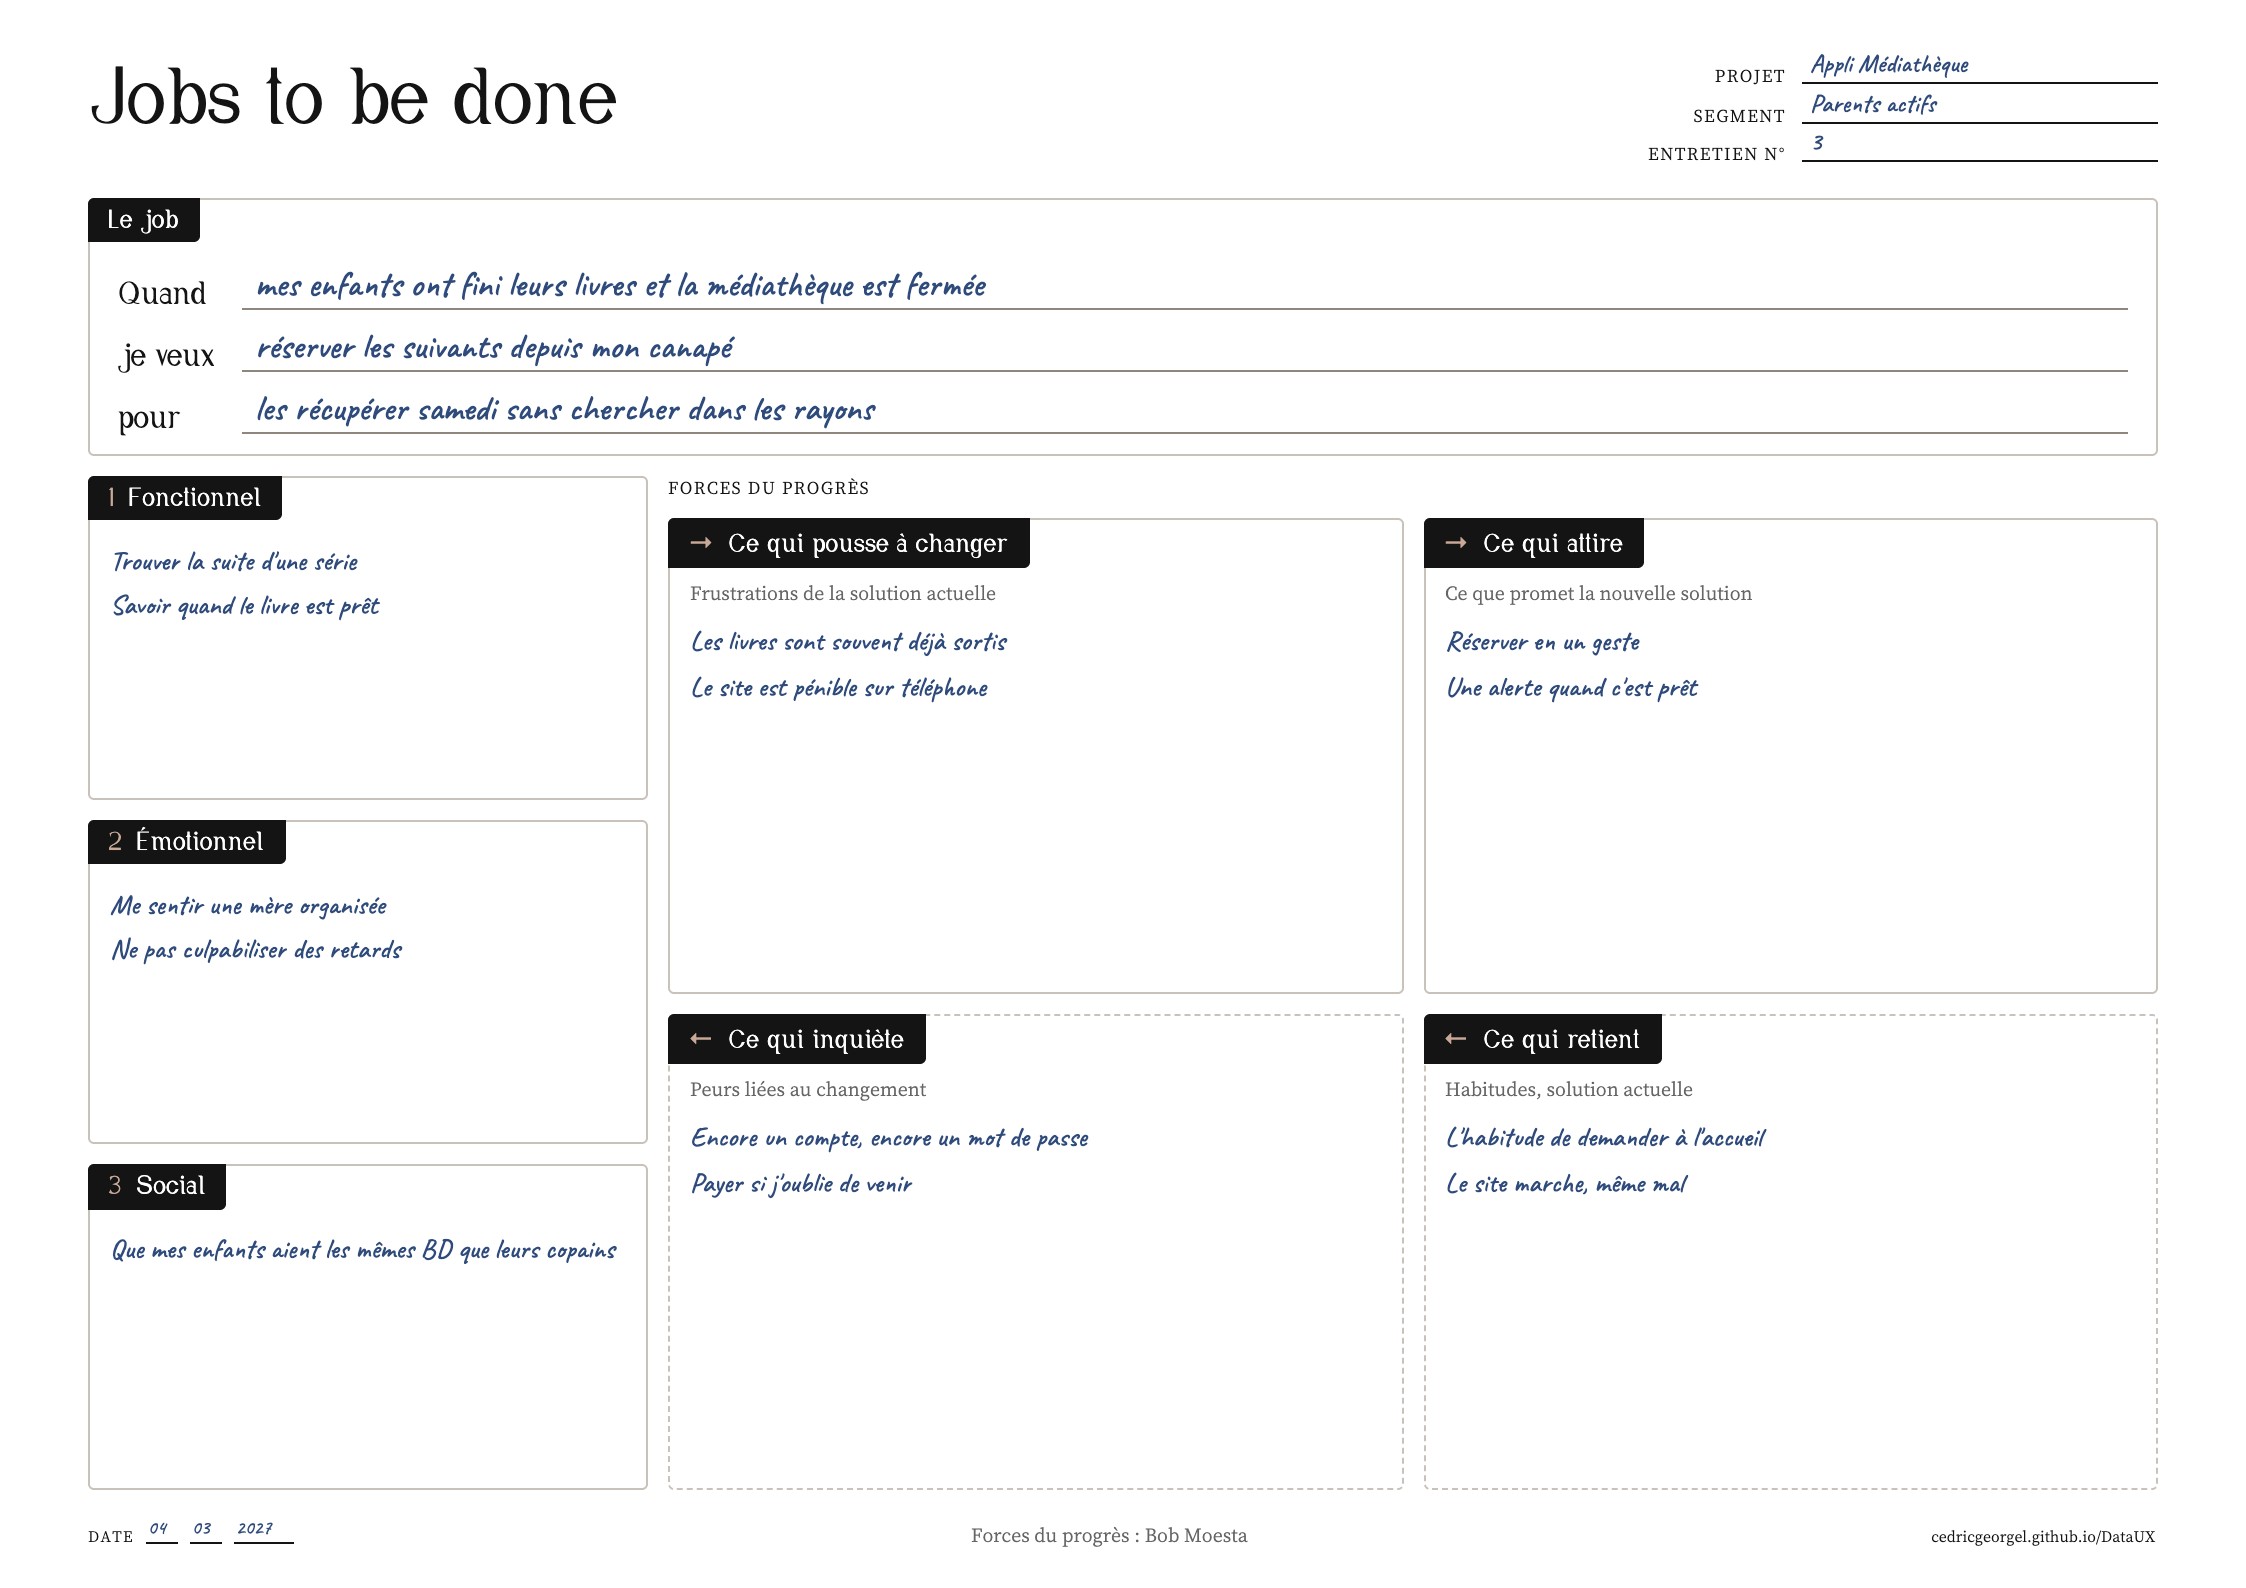 Jobs to be done
PROJET Appli Médiathèque
SEGMENT Parents actifs
ENTRETIEN N° 3
Le job
Quand mes enfants ont fini leurs livres et la médiathèque est fermée
je veux réserver les suivants depuis mon canapé
pour les récupérer samedi sans chercher dans les rayons
1 Fonctionnel
Trouver la suite d'une série
Savoir quand le livre est prêt
2 Émotionnel
Me sentir une mère organisée
Ne pas culpabiliser des retards
3 Social
Que mes enfants aient les mêmes BD que leurs copains
FORCES DU PROGRÈS
→ Ce qui pousse à changer
Frustrations de la solution actuelle
Les livres sont souvent déjà sortis
Le site est pénible sur téléphone
→ Ce qui attire
Ce que promet la nouvelle solution
Réserver en un geste
Une alerte quand c'est prêt
← Ce qui inquiète
Peurs liées au changement
Encore un compte, encore un mot de passe
Payer si j'oublie de venir
← Ce qui retient
Habitudes, solution actuelle
L'habitude de demander à l'accueil
Le site marche, même mal
DATE 04 03 2027
Forces du progrès : Bob Moesta
cedricgeorgel.github.io/DataUX